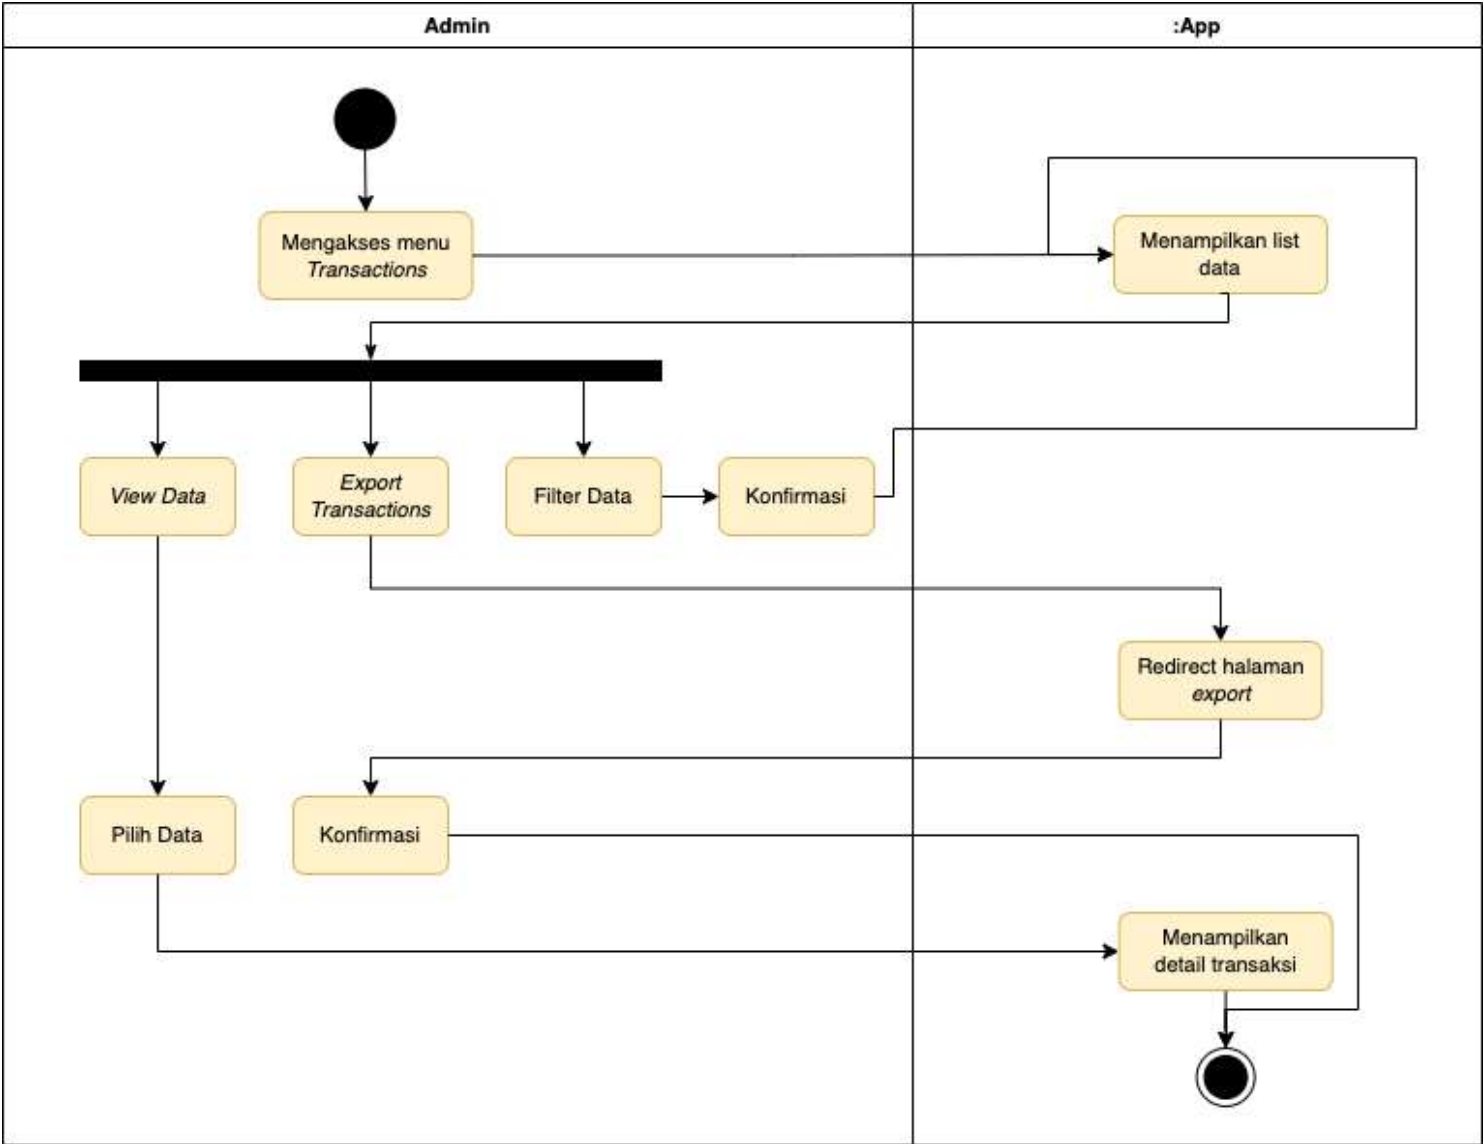 Admin
:App
Mengakses menu
Transactions
Menampilkan list
data
View Data
Export
Transactions
Filter Data
Konfirmasi
Redirect halaman
export
Pilih Data
Konfirmasi
Menampilkan
detail transaksi